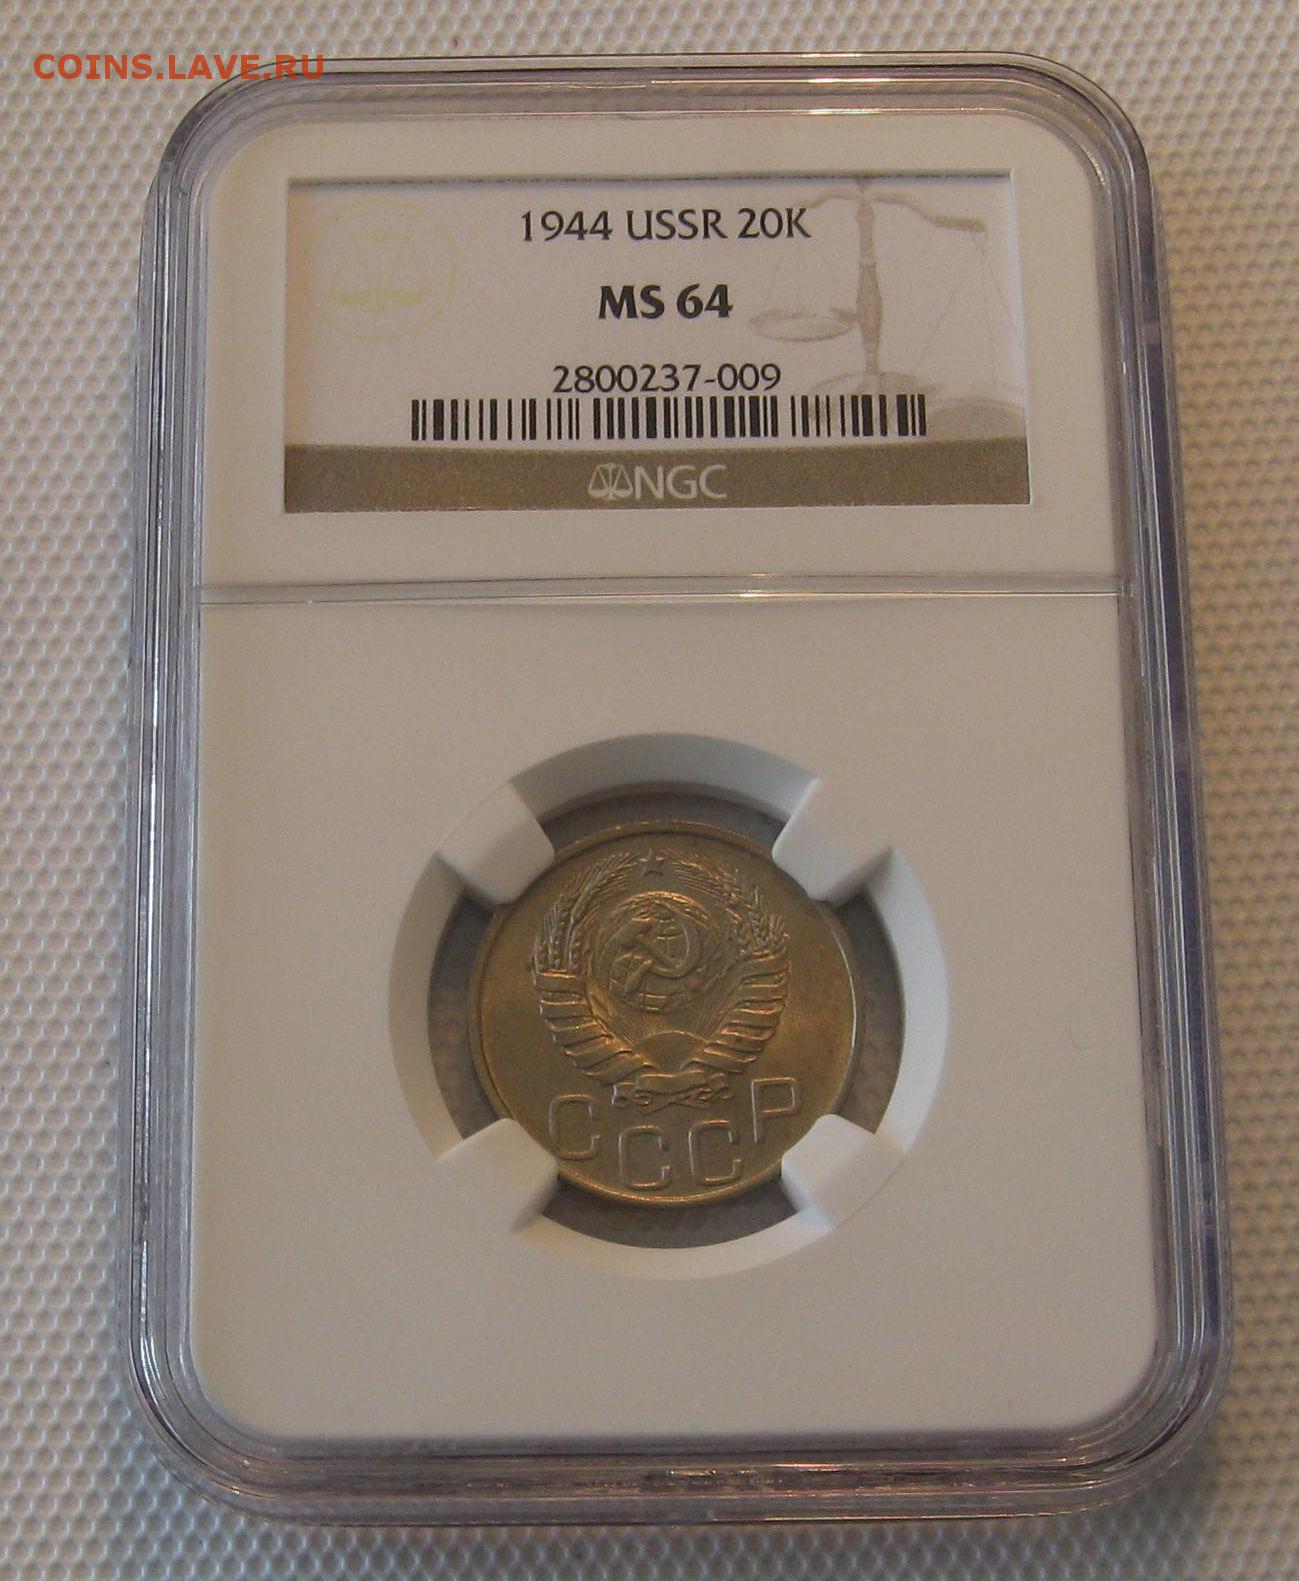 COINS.LAVE.RU
1944 USSR 20K
MS 64
2800237-009
NGC
СССР